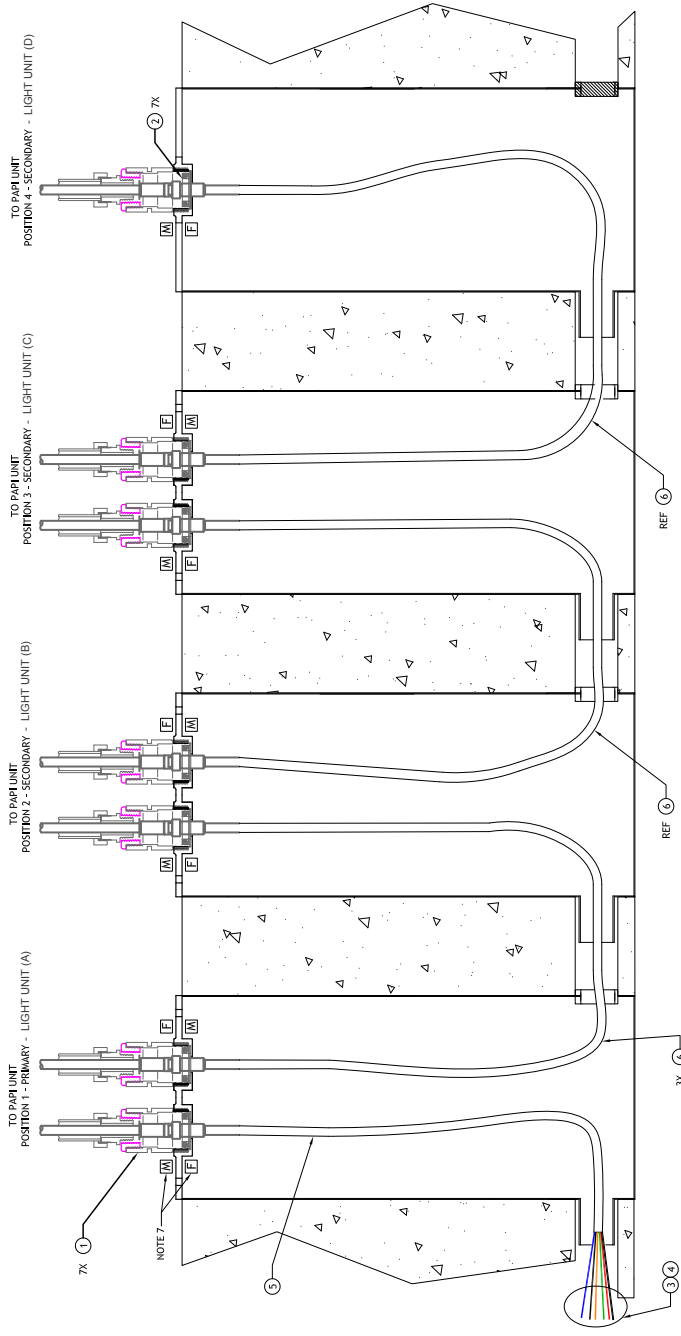 TO PAPI UNIT
POSITION 1 - PRIMARY - LIGHT UNIT (A)
TO PAPI UNIT
POSITION 2 - SECONDARY - LIGHT UNIT (B)
TO PAPI UNIT
POSITION 3 - SECONDARY - LIGHT UNIT (C)
TO PAPI UNIT
POSITION 4 - SECONDARY - LIGHT UNIT (D)
7X 1
2 7X
NOTE 7
M
F
F
M
M
F
F
M
M
F
F
M
M
F
5
3 4
3X 6
REF 6
REF 6